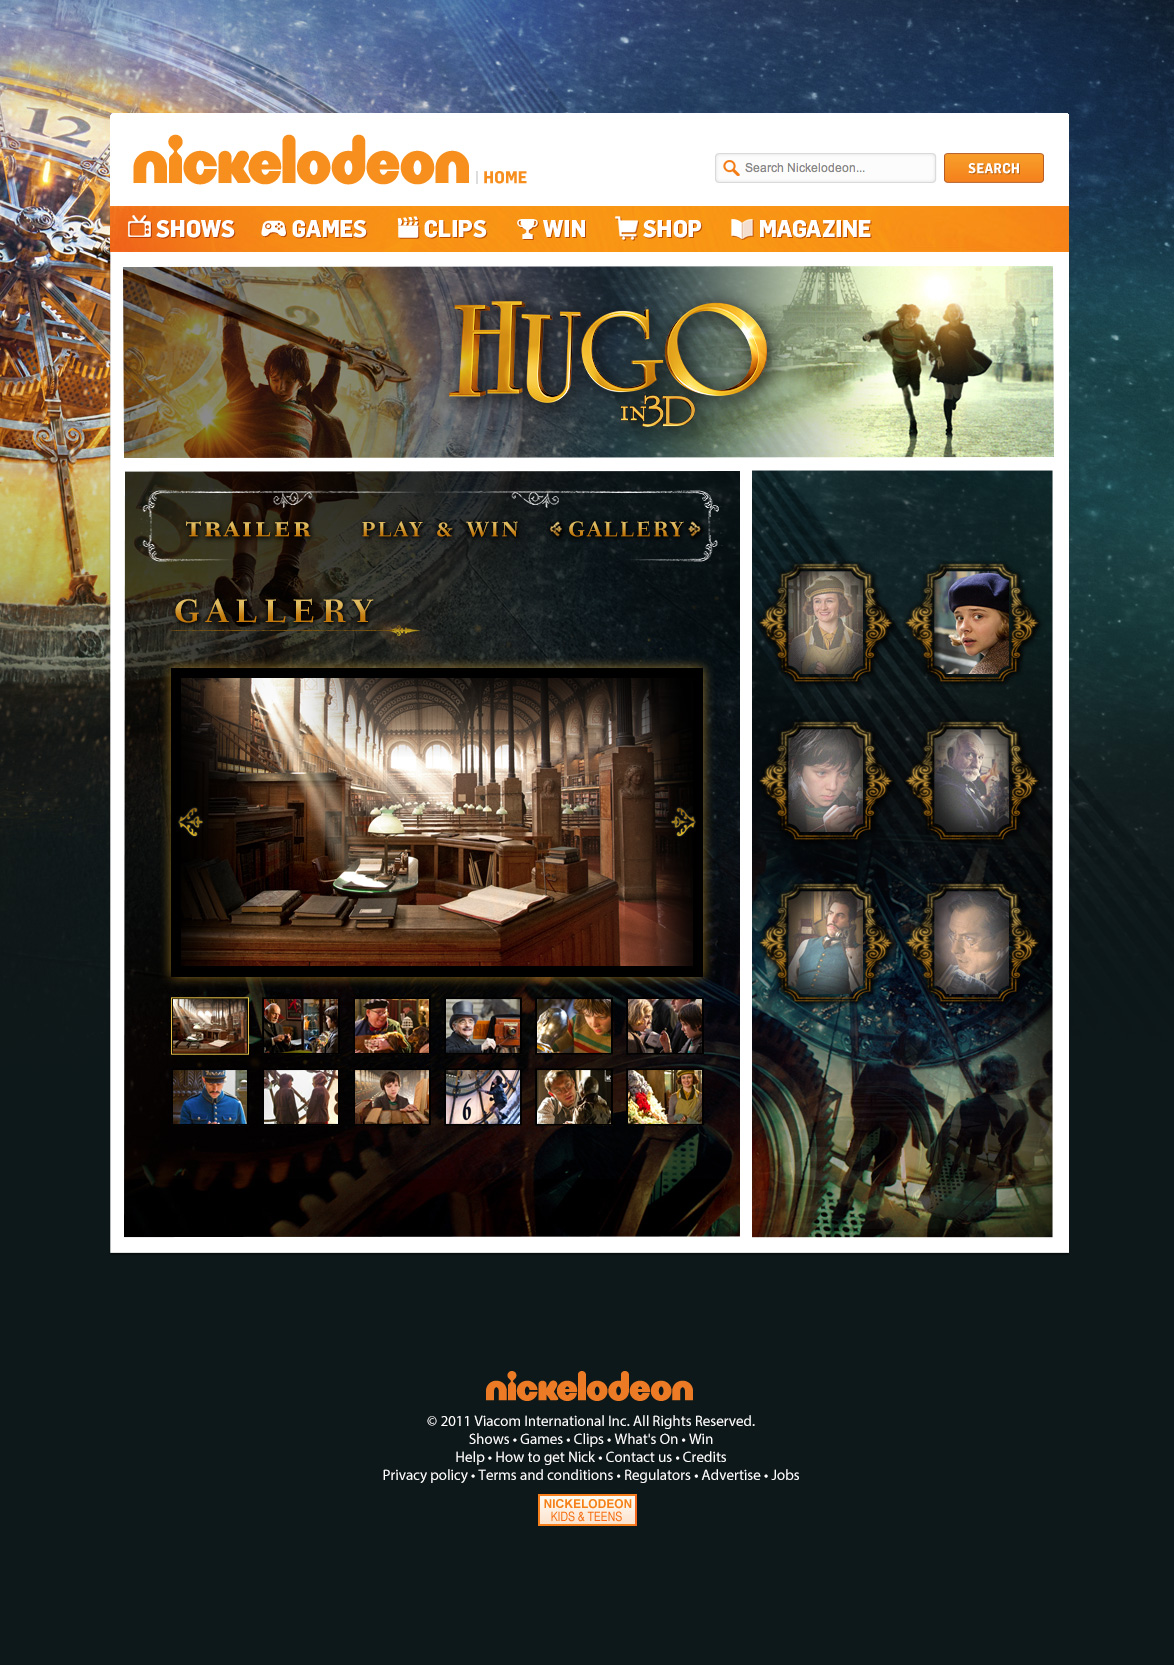 12
nickelodeon | HOME
Search Nickelodeon...
SEARCH
SHOWS GAMES CLIPS WIN SHOP MAGAZINE
HUGO
IN 3D
TRAILER PLAY & WIN GALLERY
GALLERY
6
nickelodeon
© 2011 Viacom International Inc. All Rights Reserved.
Shows • Games • Clips • What's On • Win
Help • How to get Nick • Contact us • Credits
Privacy policy • Terms and conditions • Regulators • Advertise • Jobs
NICKELODEON
KIDS & TEENS